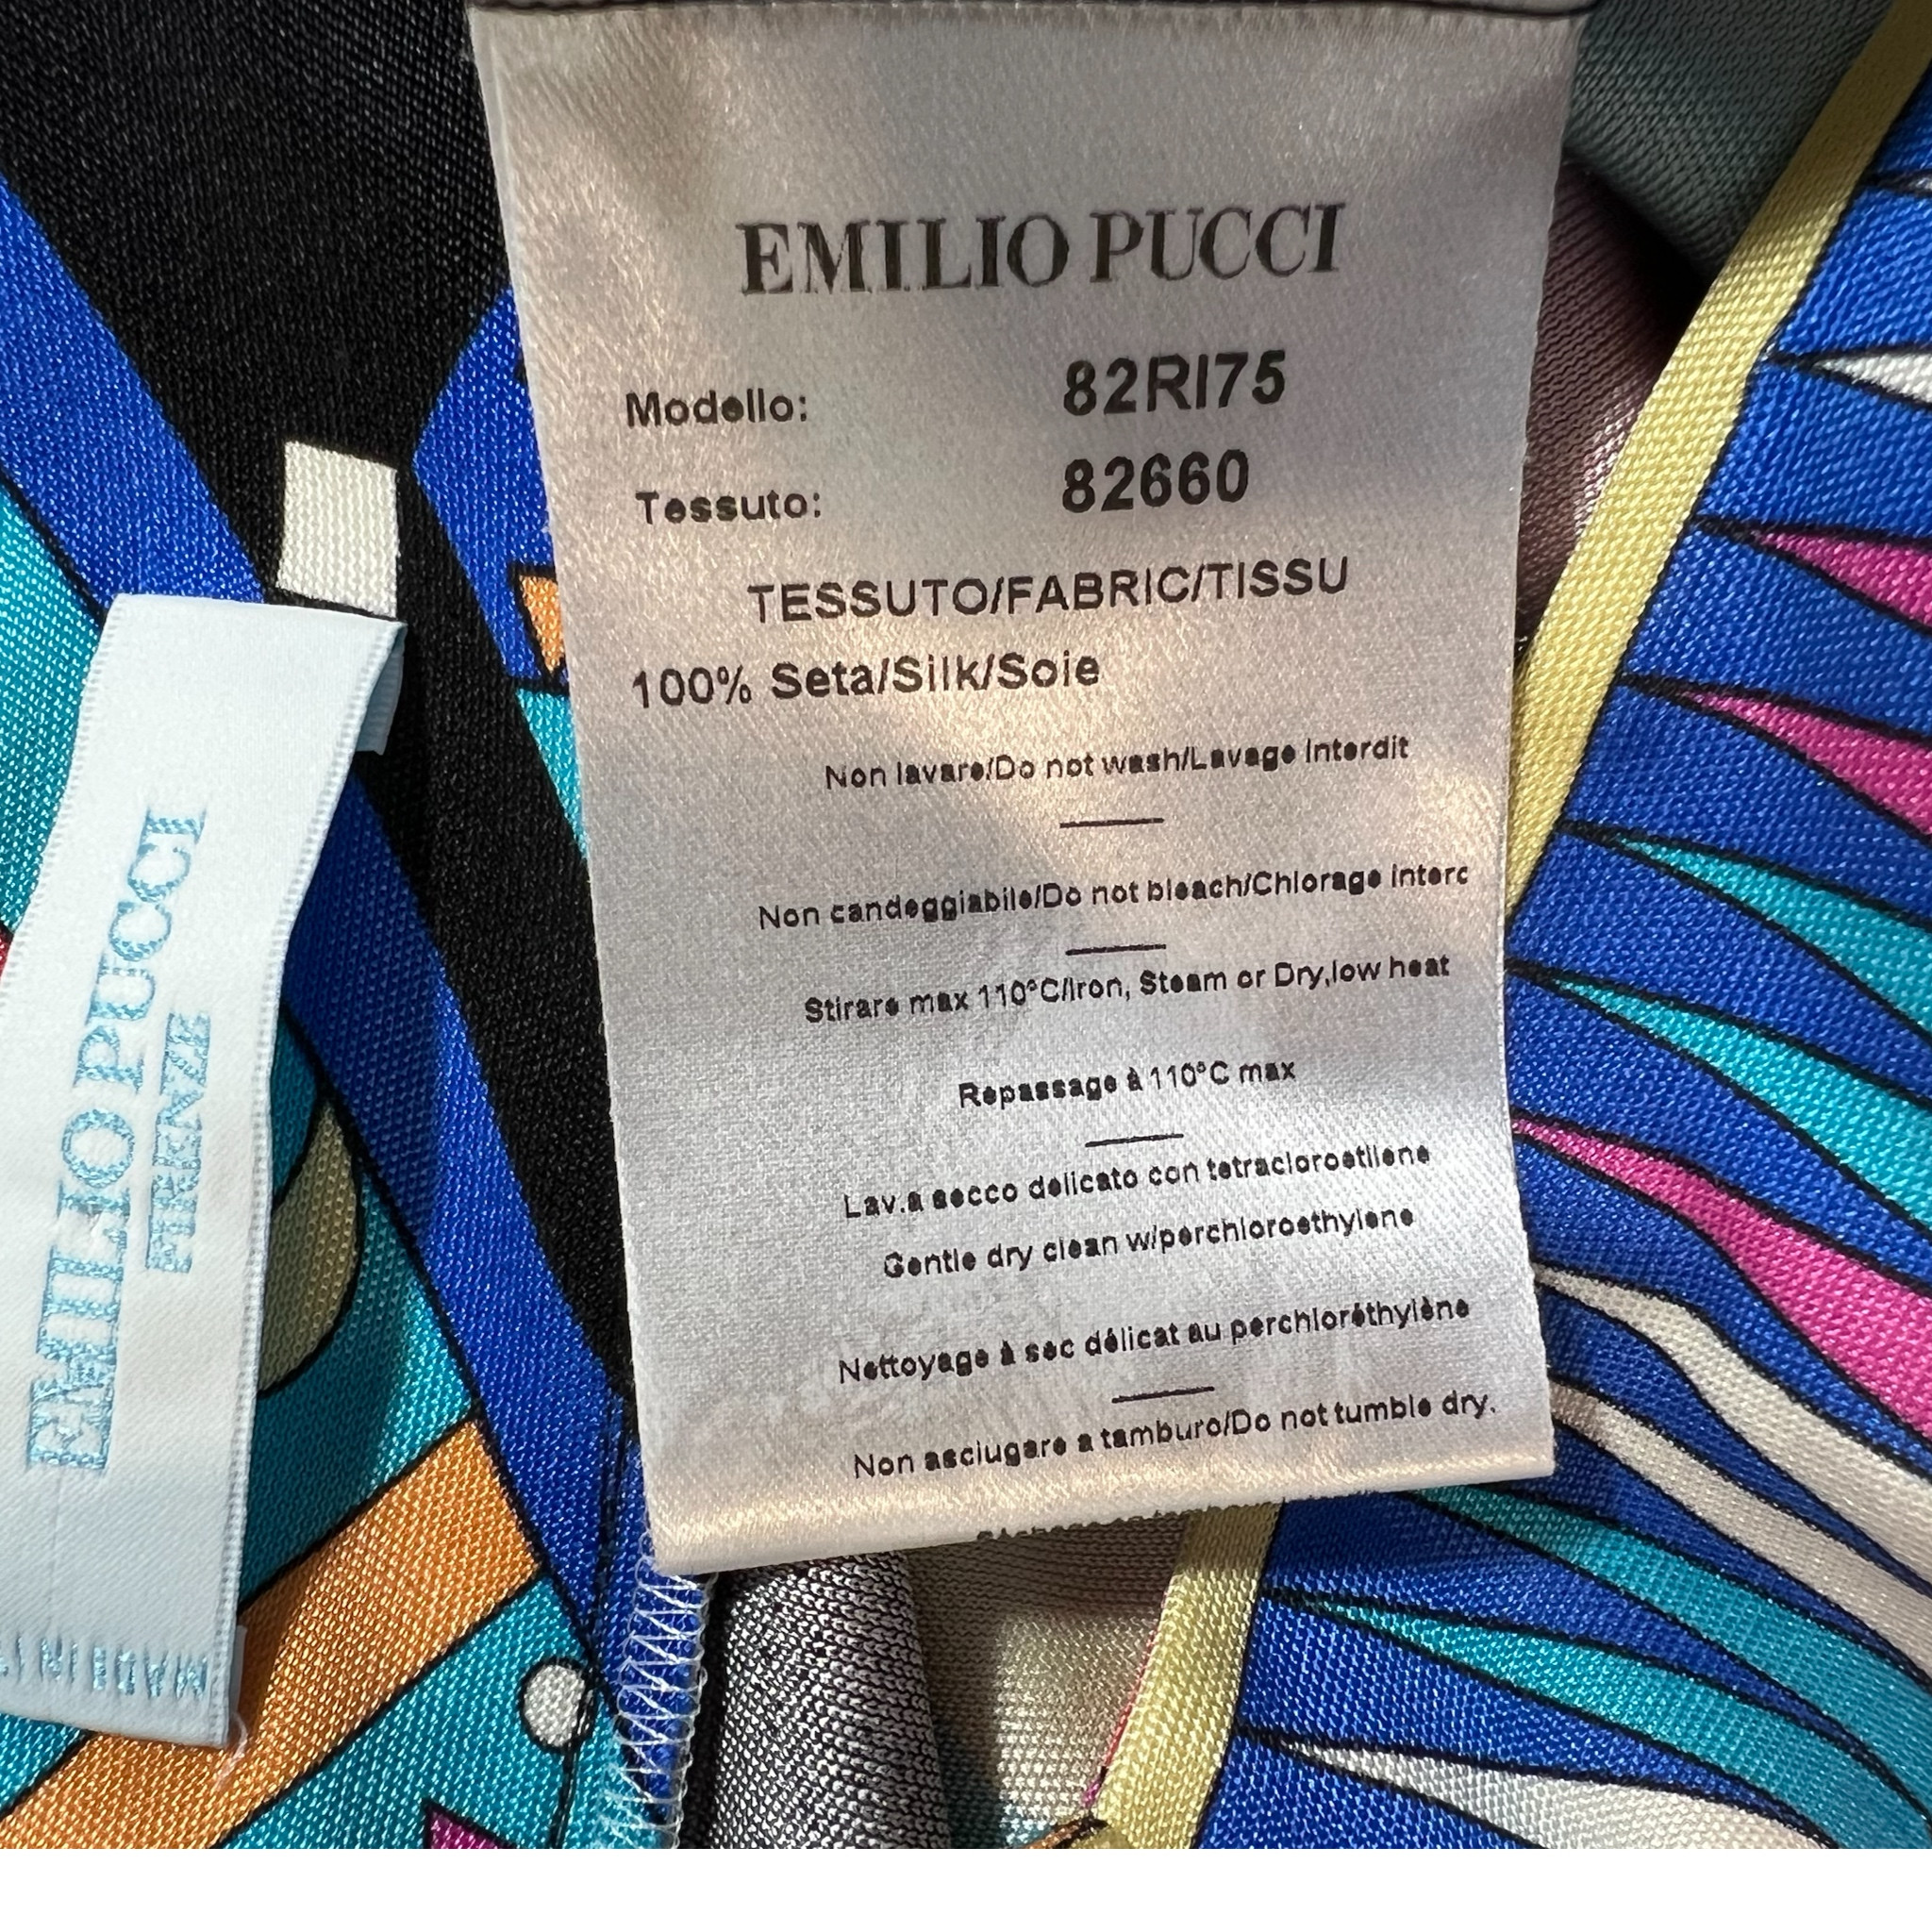 EMILIO PUCCI
Modello: 82RI75
Tessuto: 82660
TESSUTO/FABRIC/TISSU
100% Seta/Silk/Soie
Non lavare/Do not wash/Lavage Interdit
Non candeggiabile/Do not bleach/Chlorage interc
Stirare max 110°C/Iron, Steam or Dry,low heat
Repassage à 110°C max
Lav.a secco delicato con tetracloroetilene
Gentle dry clean w/perchloroethylene
Nettoyage à sec délicat au perchloréthylène
Non asciugare a tamburo/Do not tumble dry.
EMILIO PUCCI
FIRENZE
MADE IN